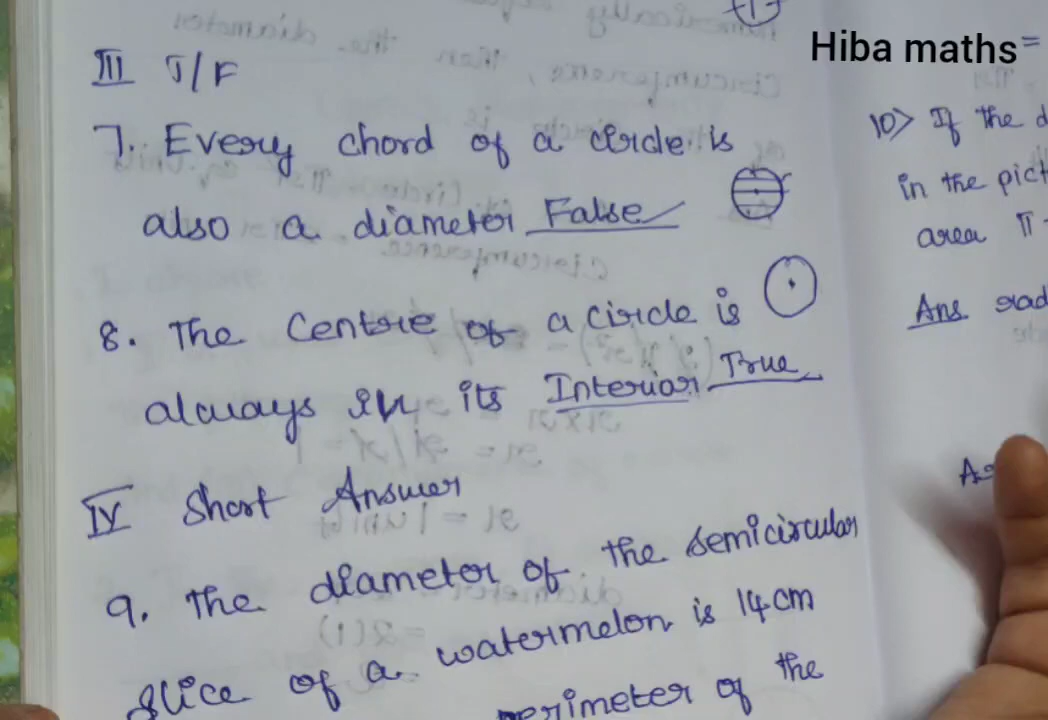 Hiba maths
III T/F
7. Every chord of a circle is
also a diameter False
8. The Centre of a circle is
always in its Interior True
IV Short Answer
9. The diameter of the semicircular
slice of a watermelon is 14cm
perimeter of the
10> If the
in the
area π
Ans